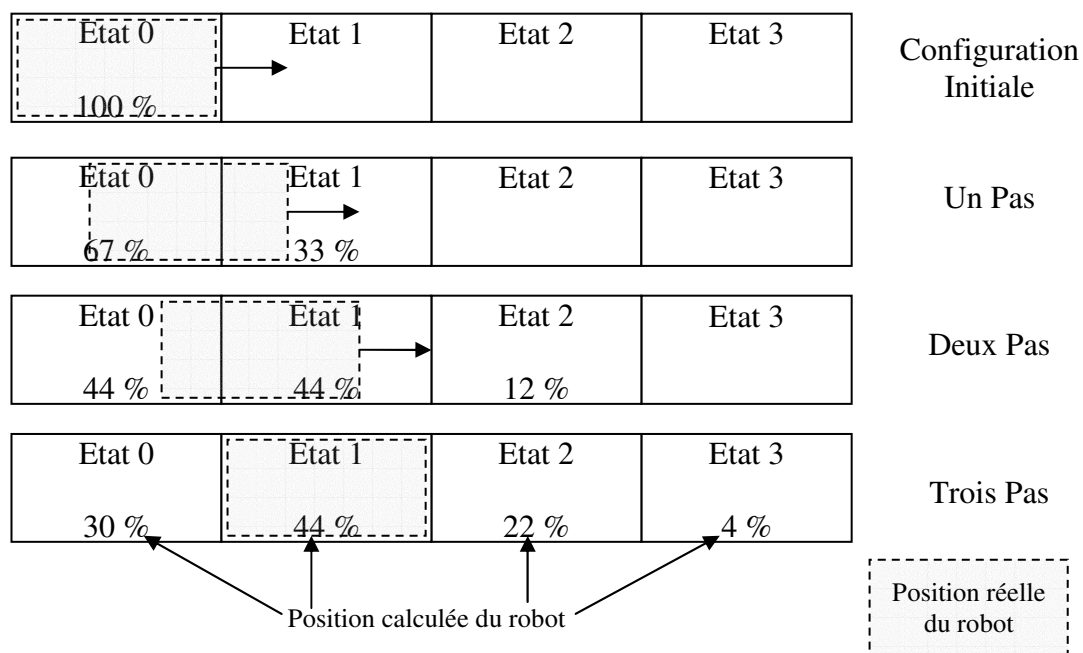 Etat 0 Etat 1 Etat 2 Etat 3
100 %
Configuration
Initiale
Etat 0 Etat 1 Etat 2 Etat 3
67 % 33 %
Un Pas
Etat 0 Etat 1 Etat 2 Etat 3
44 % 44 % 12 %
Deux Pas
Etat 0 Etat 1 Etat 2 Etat 3
30 % 44 % 22 % 4 %
Trois Pas
Position calculée du robot
Position réelle
du robot